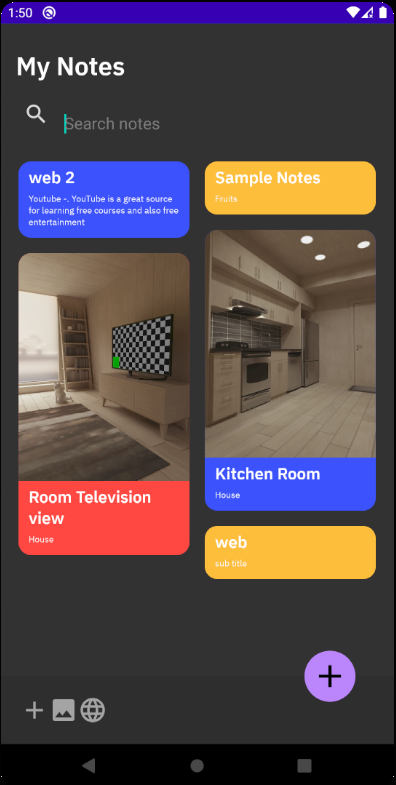 1:50
My Notes
Search notes
web 2
Youtube -. YouTube is a great source
for learning free courses and also free
entertainment
Sample Notes
Fruits
Room Television
view
House
Kitchen Room
House
web
sub title